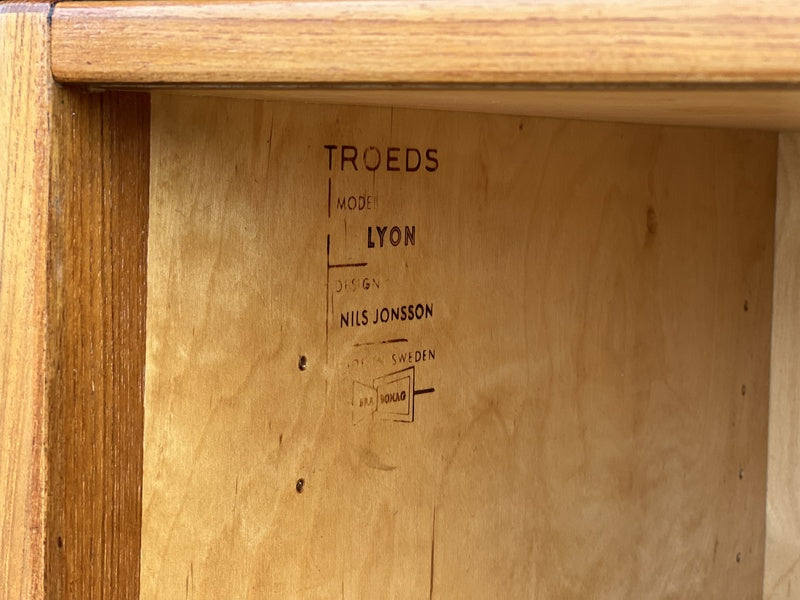 TROEDS
MODELL
LYON
DESIGN
NILS JONSSON
SWEDEN
BRA BOHAG